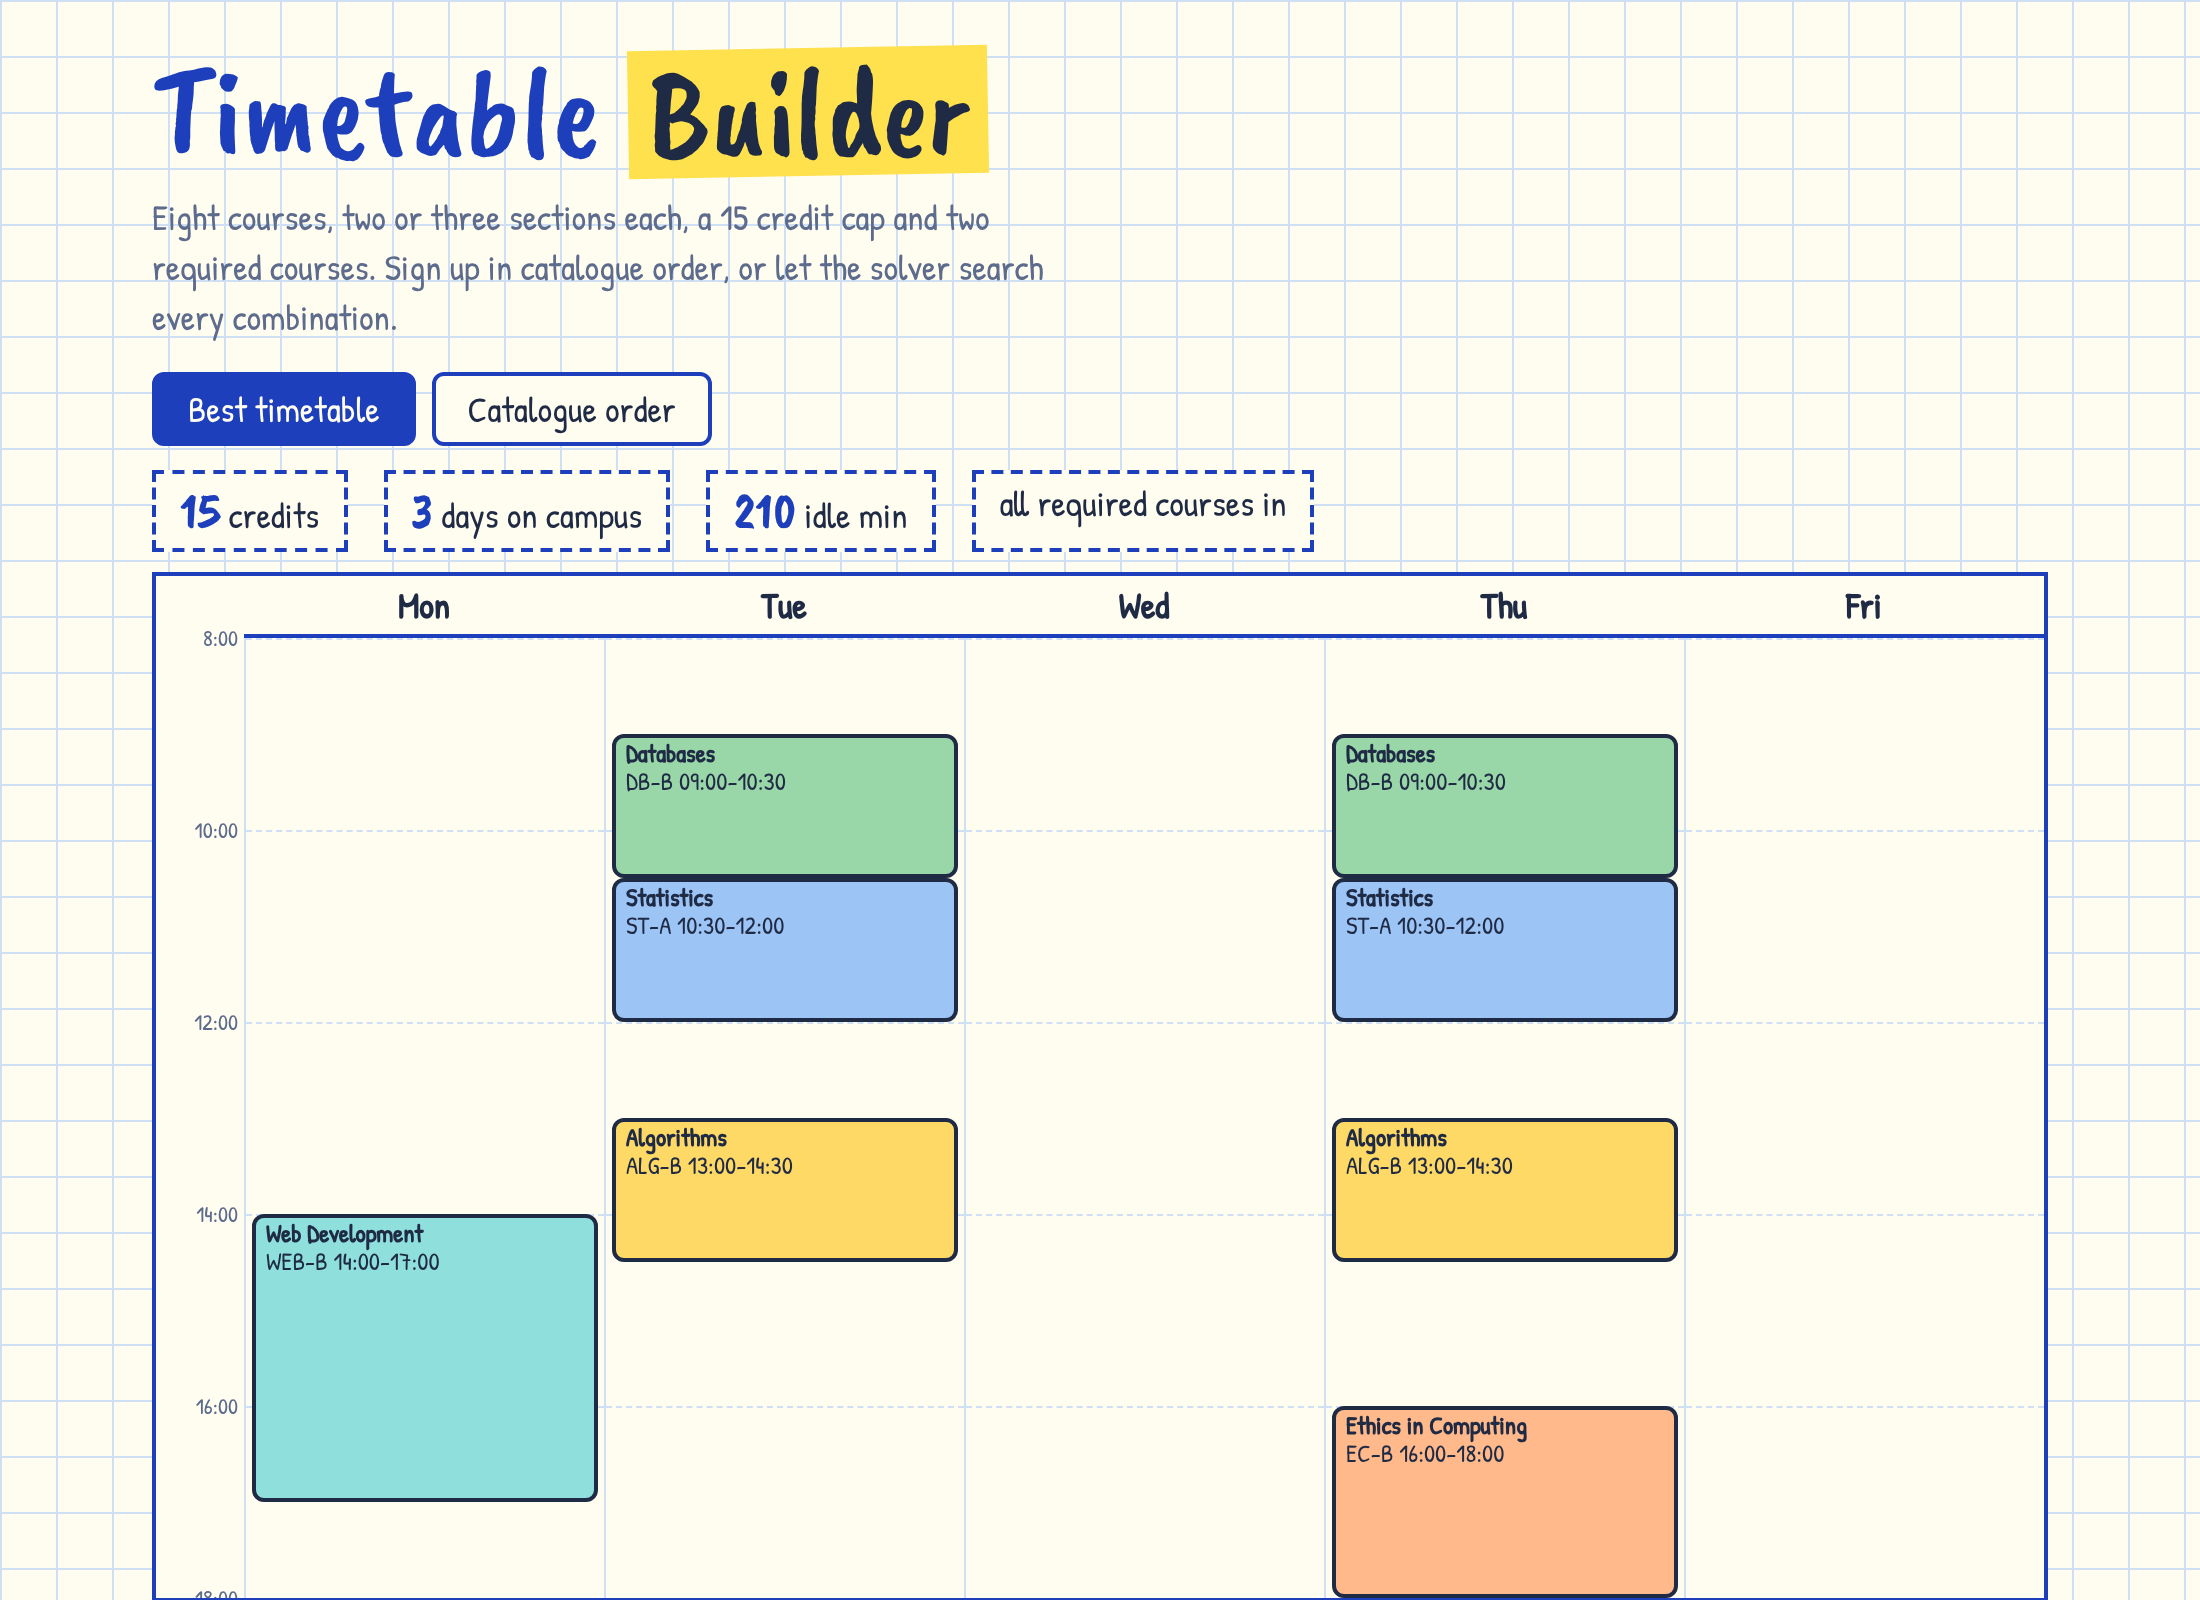 Timetable Builder
Eight courses, two or three sections each, a 15 credit cap and two
required courses. Sign up in catalogue order, or let the solver search
every combination.
Best timetable
Catalogue order
15 credits
3 days on campus
210 idle min
all required courses in
Mon
Tue
Wed
Thu
Fri
8:00
Databases
DB-B 09:00-10:30
Databases
DB-B 09:00-10:30
10:00
Statistics
ST-A 10:30-12:00
Statistics
ST-A 10:30-12:00
12:00
Algorithms
ALG-B 13:00-14:30
Algorithms
ALG-B 13:00-14:30
14:00
Web Development
WEB-B 14:00-17:00
16:00
Ethics in Computing
EC-B 16:00-18:00
18:00